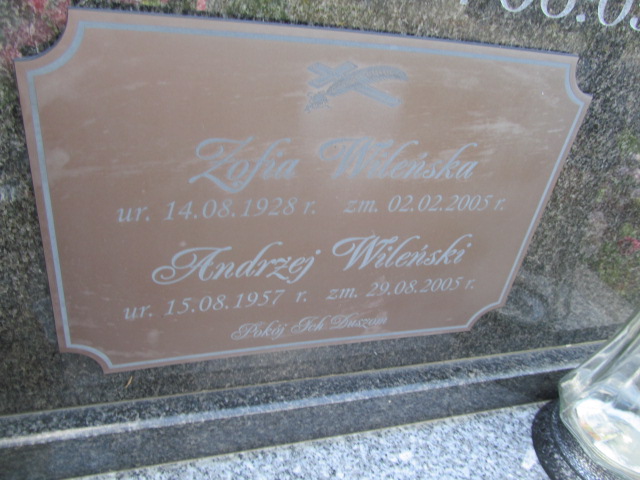 Zofia Wileńska
ur. 14.08.1928 r. zm. 02.02.2005 r.
Andrzej Wileński
ur. 15.08.1957 r. zm. 29.08.2005 r.
Pokój Ich Duszom